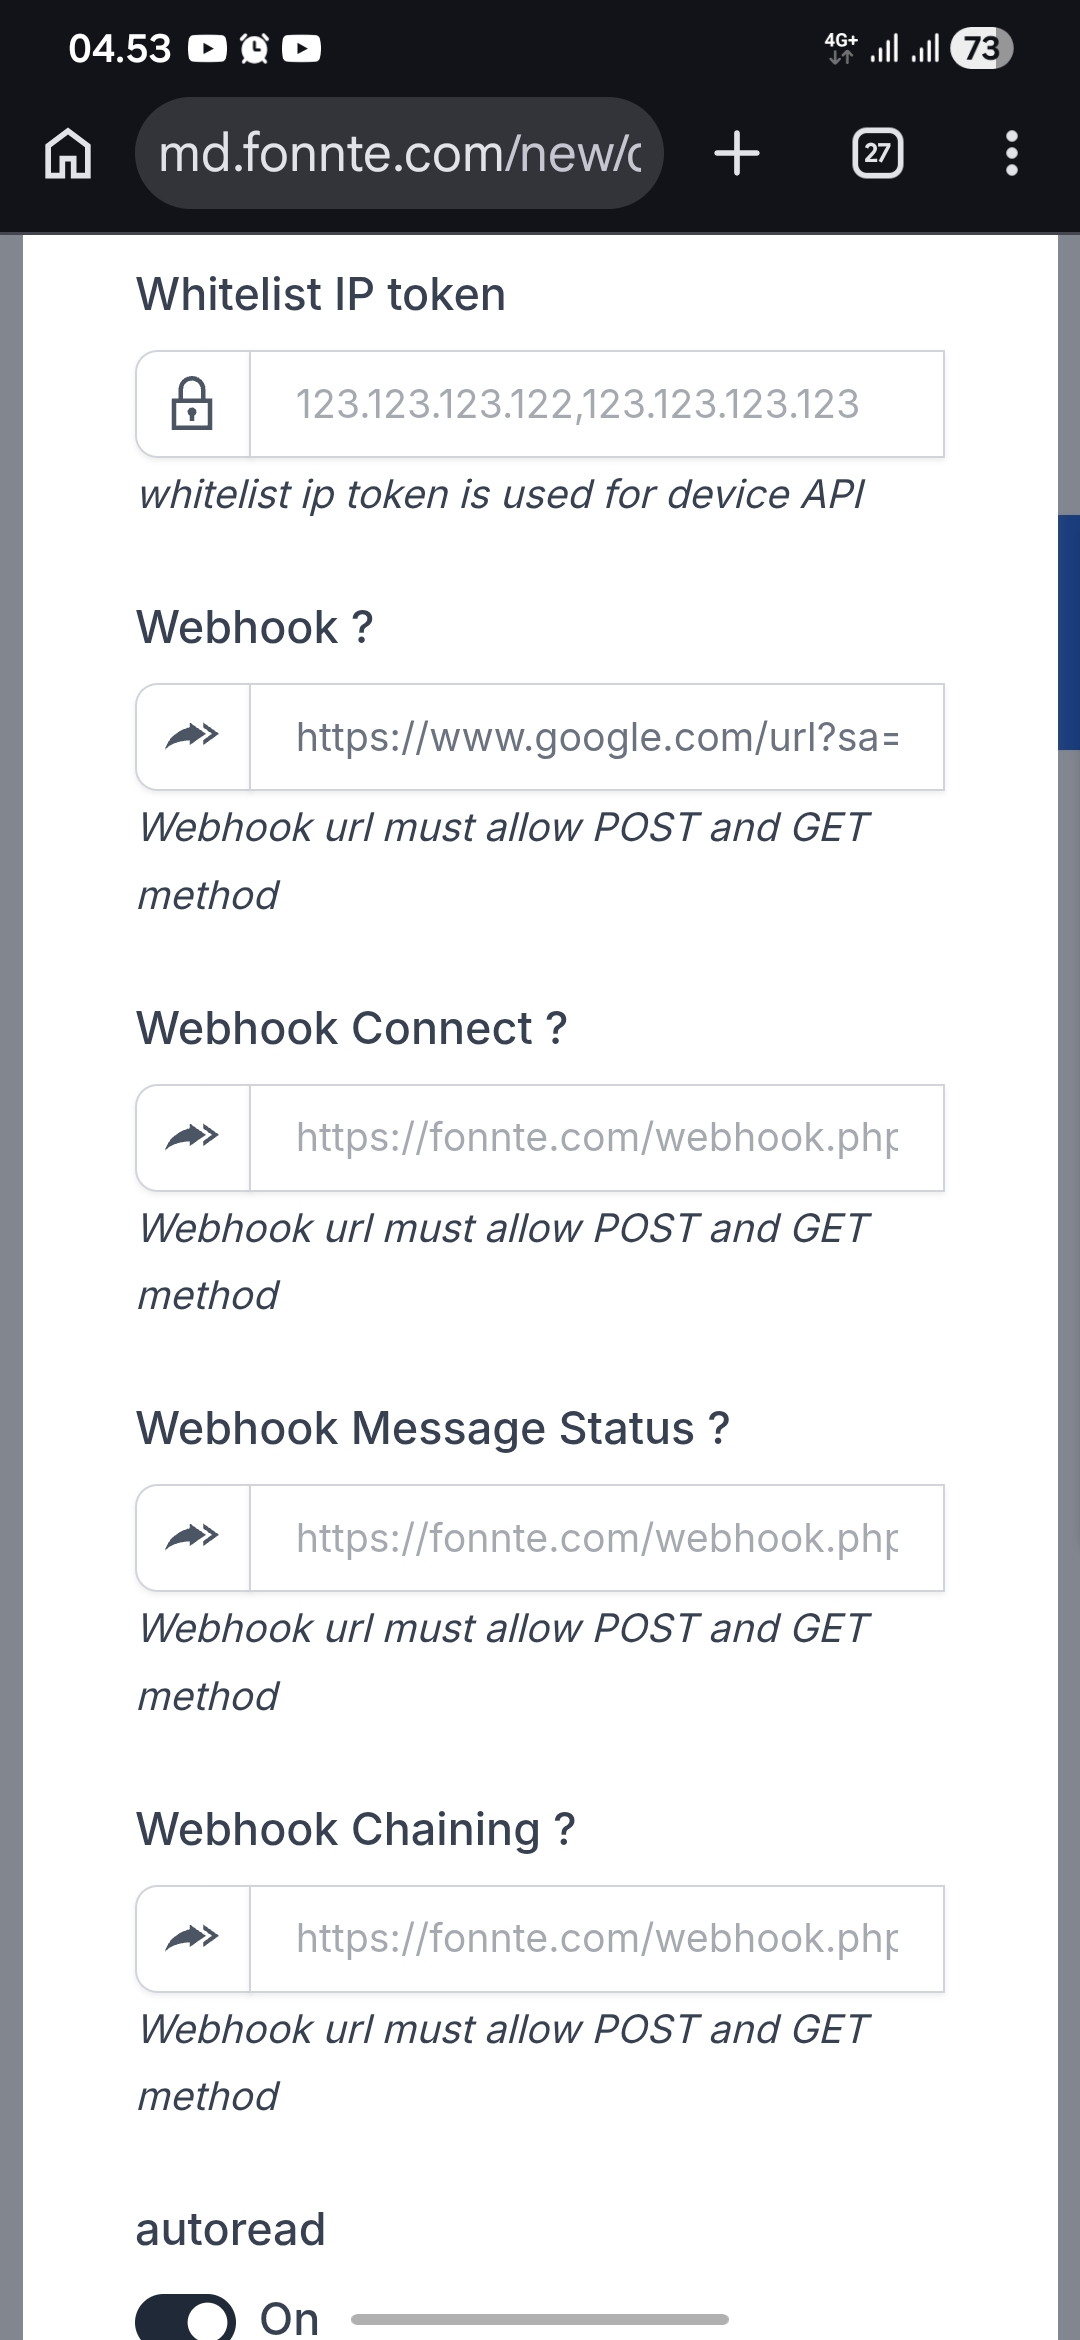 04.53
4G+
73
md.fonnte.com/new/
27
Whitelist IP token
123.123.123.122,123.123.123.123
whitelist ip token is used for device API
Webhook ?
https://www.google.com/url?sa=
Webhook url must allow POST and GET
method
Webhook Connect ?
https://fonnte.com/webhook.php
Webhook url must allow POST and GET
method
Webhook Message Status ?
https://fonnte.com/webhook.php
Webhook url must allow POST and GET
method
Webhook Chaining ?
https://fonnte.com/webhook.php
Webhook url must allow POST and GET
method
autoread
On